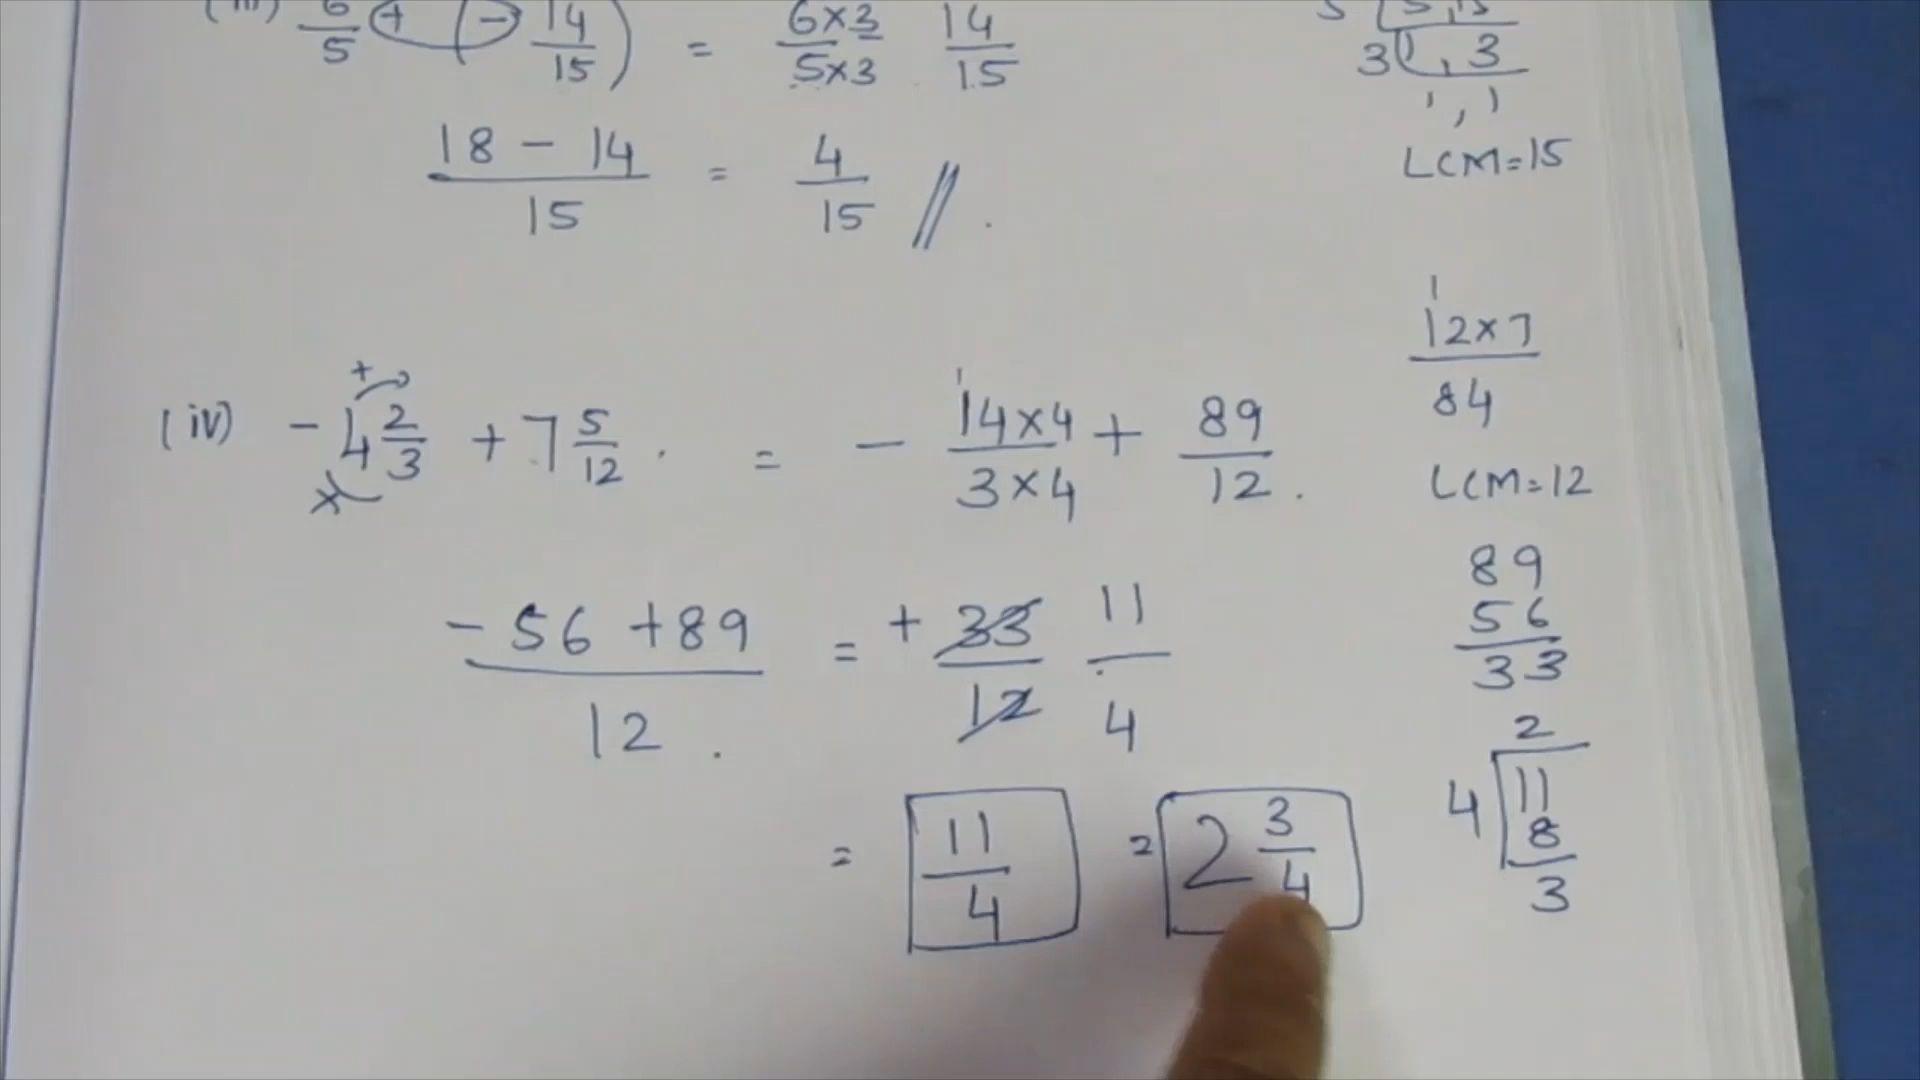 (iii) 6/5 + (- 14/15) = 6×3/5×3 14/15
5 | 5, 15
3 | 1, 3
1, 1
LCM=15
18 - 14/15 = 4/15 //.
12×7
84
(iv) - 4 2/3 + 7 5/12 . = - 14×4/3×4 + 89/12 .
LCM=12
- 56 + 89/12 . = + 33/12 11/4
89
56
33
= 11/4 = 2 3/4
2
4 | 11
8
3